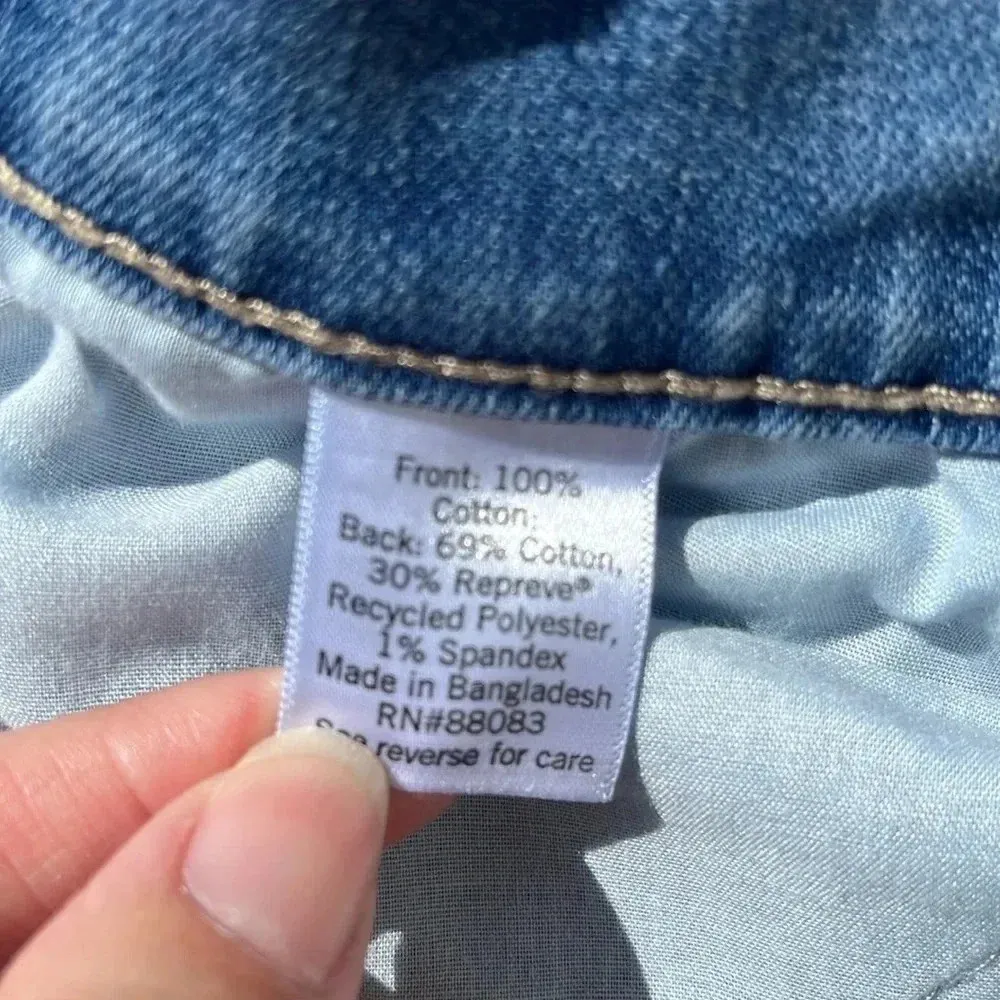 Front: 100%
Cotton;
Back: 69% Cotton,
30% Repreve®
Recycled Polyester,
1% Spandex
Made in Bangladesh
RN#88083
See reverse for care